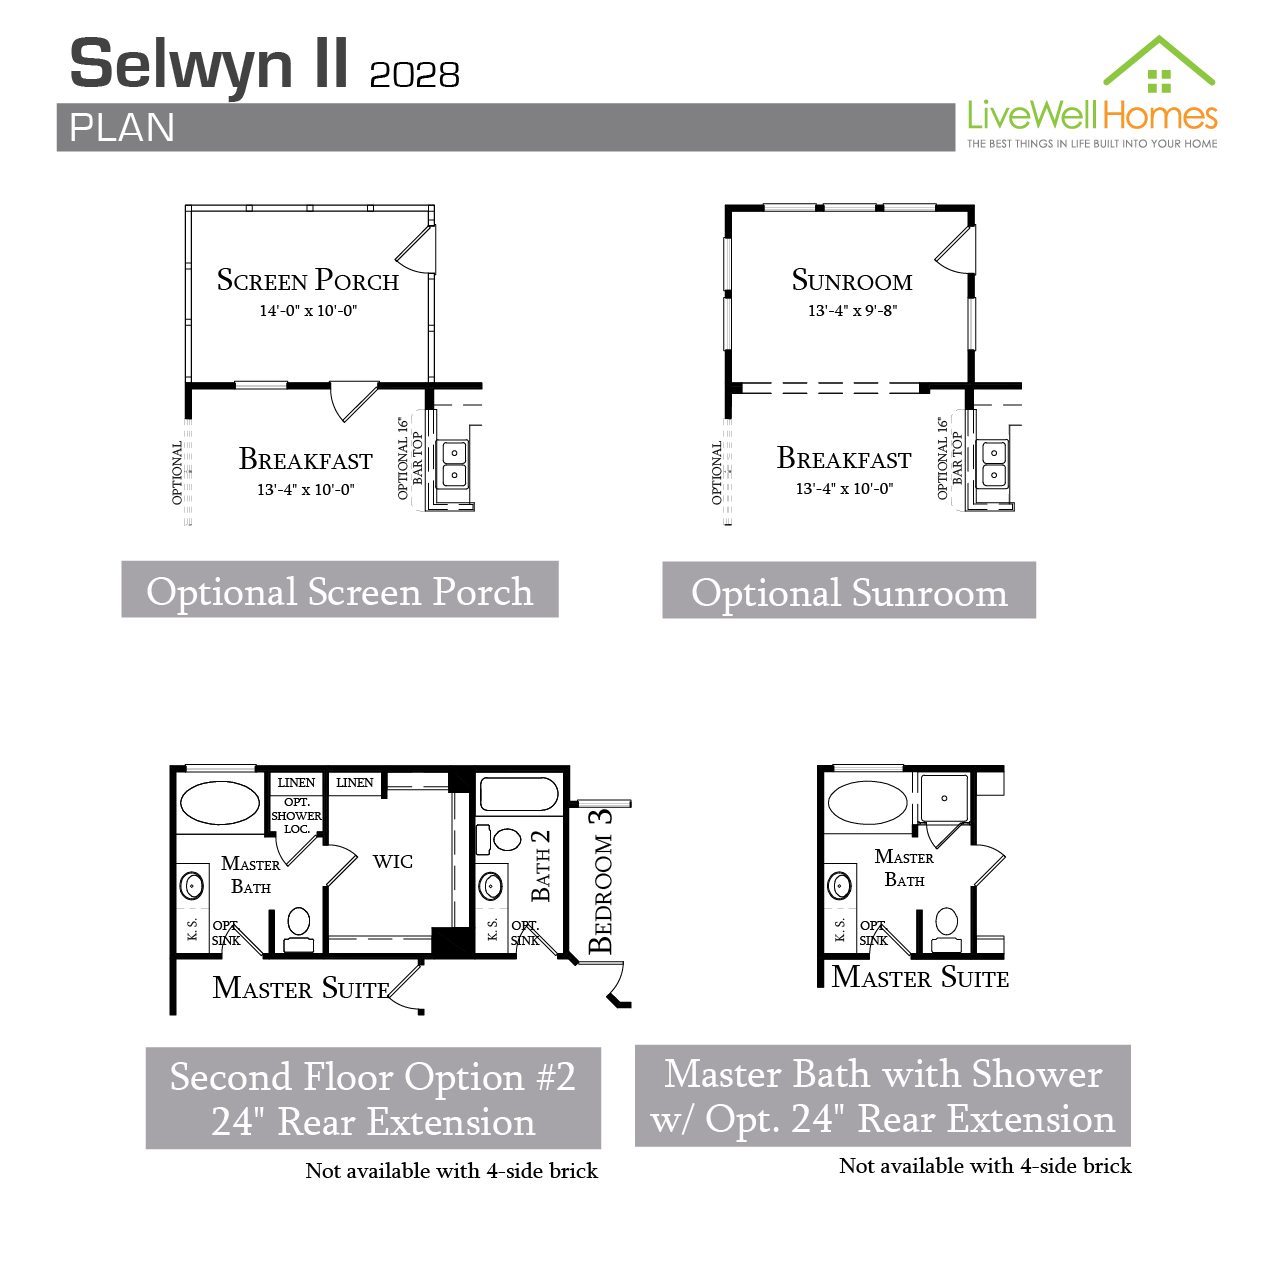 Selwyn II 2028
PLAN
LiveWellHomes
THE BEST THINGS IN LIFE BUILT INTO YOUR HOME
SCREEN PORCH
14'-0" x 10'-0"
OPTIONAL
BREAKFAST
13'-4" x 10'-0"
OPTIONAL 16"
BAR TOP
Optional Screen Porch
SUNROOM
13'-4" x 9'-8"
OPTIONAL
BREAKFAST
13'-4" x 10'-0"
OPTIONAL 16"
BAR TOP
Optional Sunroom
LINEN
LINEN
OPT.
SHOWER
LOC.
MASTER
BATH
WIC
BATH 2
BEDROOM 3
K. S.
OPT.
SINK
K. S.
OPT.
SINK
MASTER SUITE
Second Floor Option #2
24" Rear Extension
Not available with 4-side brick
MASTER
BATH
K. S.
OPT.
SINK
MASTER SUITE
Master Bath with Shower
w/ Opt. 24" Rear Extension
Not available with 4-side brick